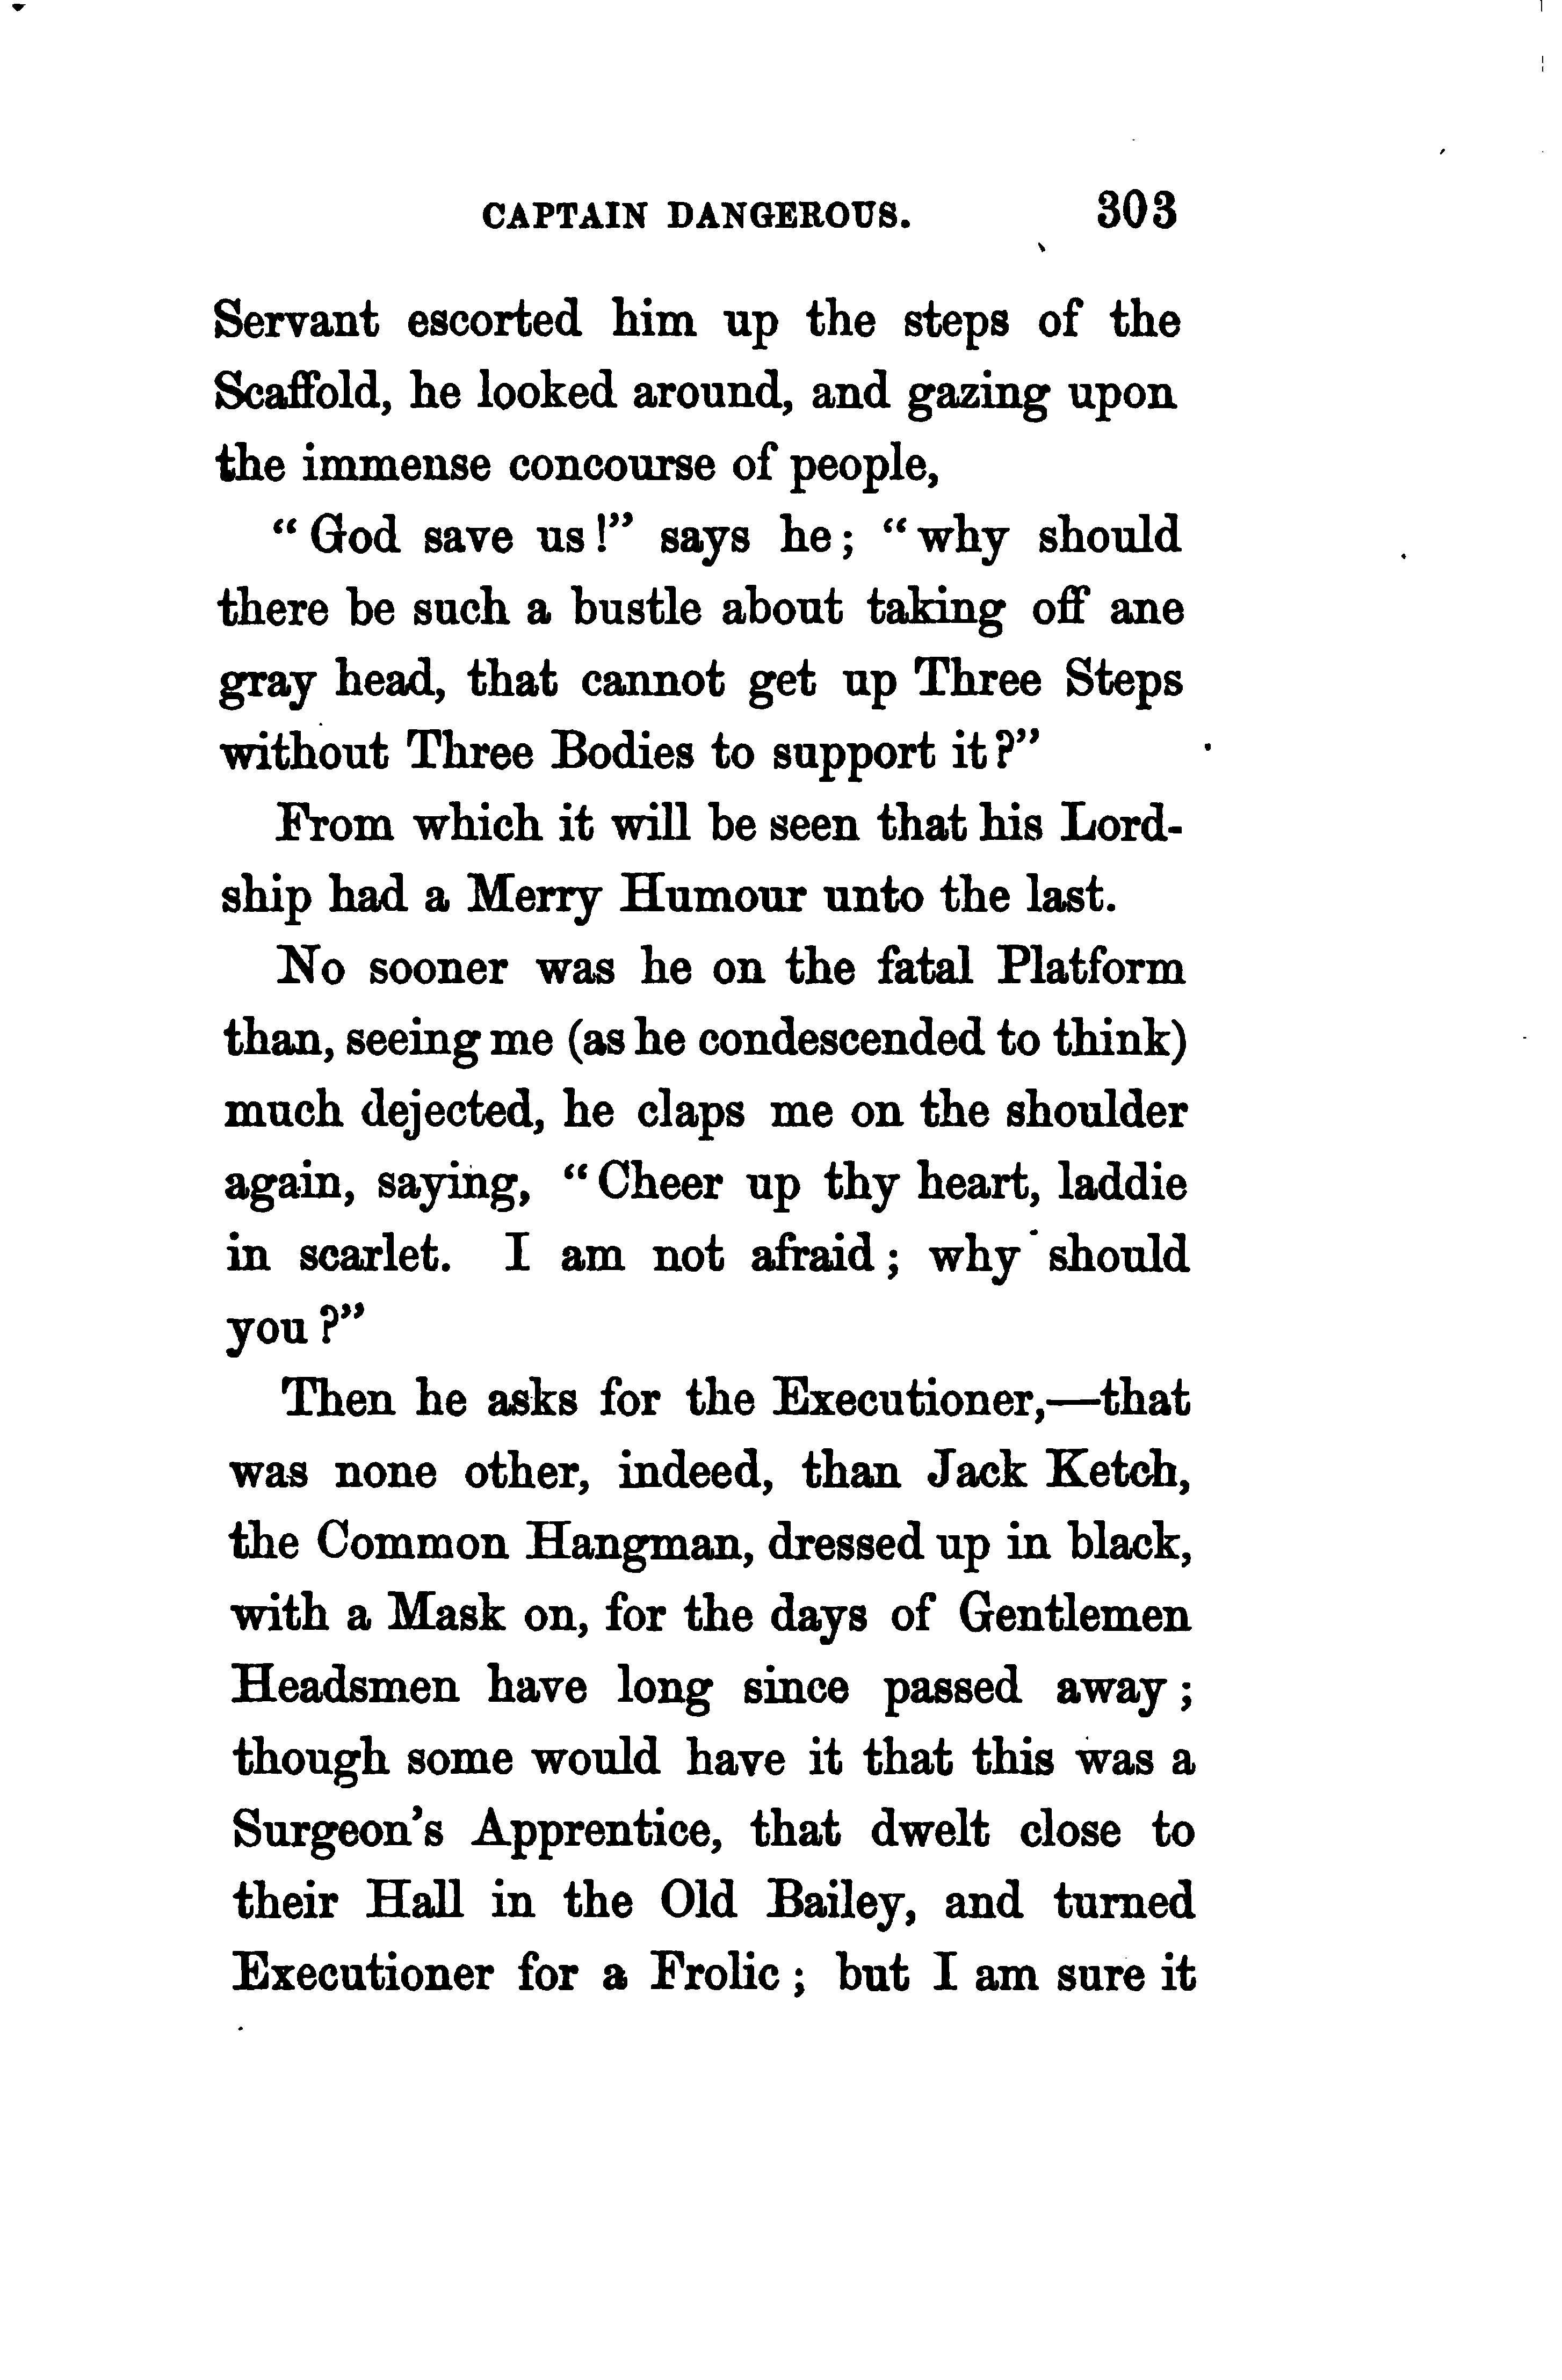 CAPTAIN DANGEROUS. 303
Servant escorted him up the steps of the
Scaffold, he looked around, and gazing upon
the immense concourse of people,
“God save us!” says he; “why should
there be such a bustle about taking off ane
gray head, that cannot get up Three Steps
without Three Bodies to support it?”
From which it will be seen that his Lord-
ship had a Merry Humour unto the last.
No sooner was he on the fatal Platform
than, seeing me (as he condescended to think)
much dejected, he claps me on the shoulder
again, saying, “Cheer up thy heart, laddie
in scarlet. I am not afraid; why should
you?”
Then he asks for the Executioner,—that
was none other, indeed, than Jack Ketch,
the Common Hangman, dressed up in black,
with a Mask on, for the days of Gentlemen
Headsmen have long since passed away;
though some would have it that this was a
Surgeon’s Apprentice, that dwelt close to
their Hall in the Old Bailey, and turned
Executioner for a Frolic; but I am sure it